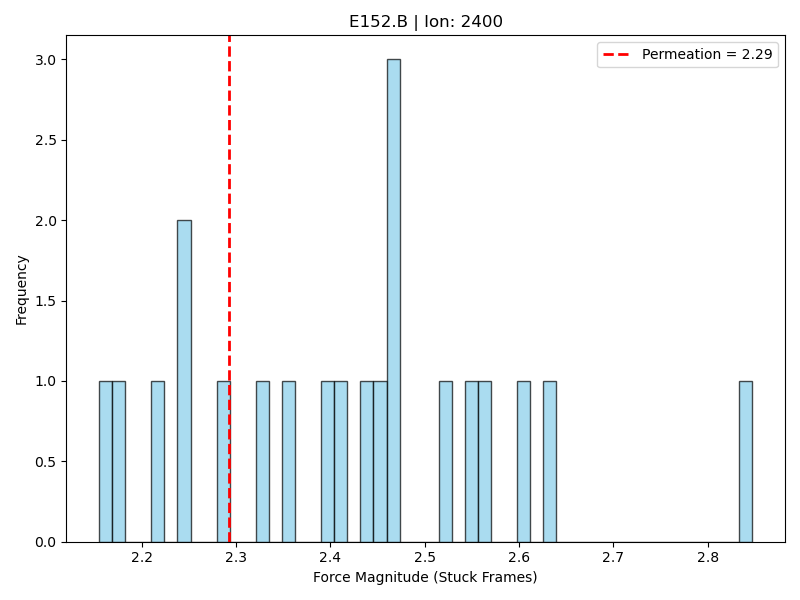 E152.B | Ion: 2400
Permeation = 2.29
3.0
2.5
2.0
1.5
1.0
0.5
0.0
Frequency
2.2 2.3 2.4 2.5 2.6 2.7 2.8
Force Magnitude (Stuck Frames)